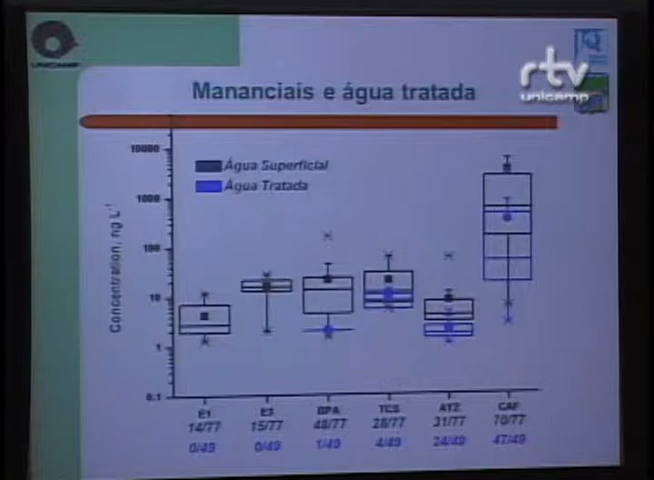 UNICAMP
rtv
unicamp
Mananciais e água tratada
Água Superficial
Água Tratada
Concentration, ng L⁻¹
10000
1000
100
10
1
0.1
E1 E3 BPA TCS ATZ CAF
14/77 15/77 48/77 28/77 31/77 70/77
0/49 0/49 1/49 4/49 24/49 47/49